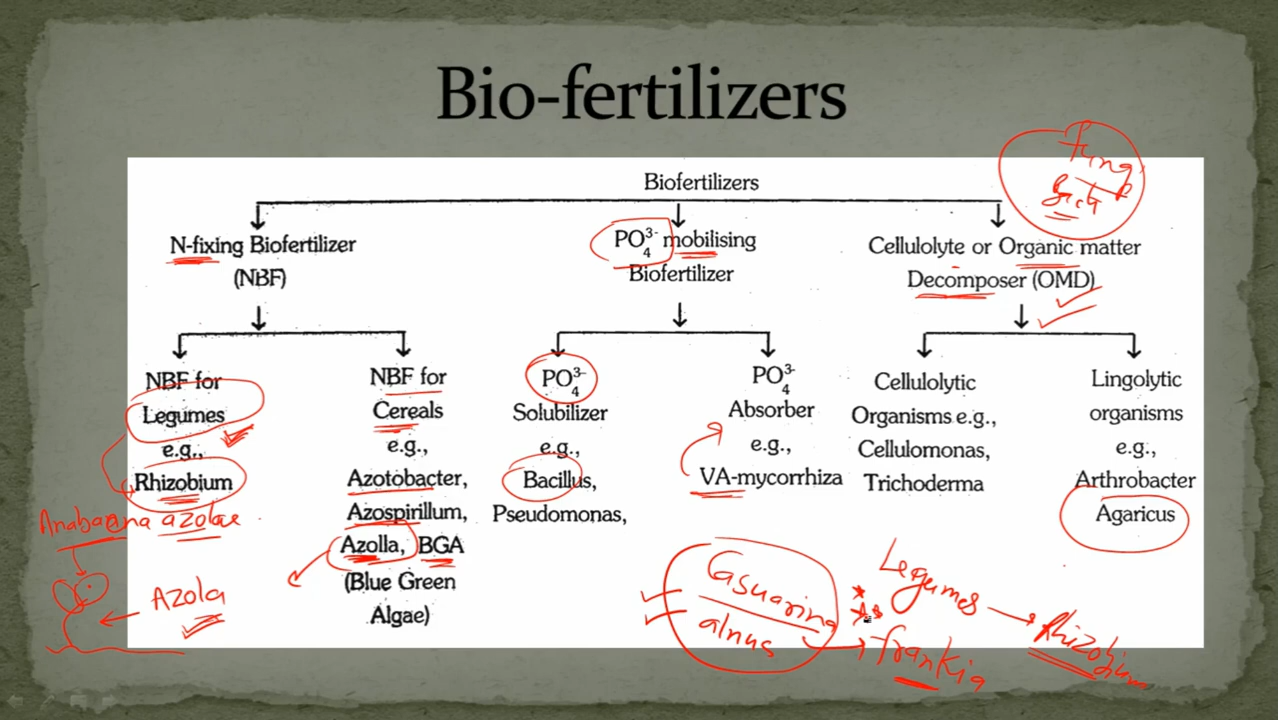 Bio-fertilizers
Fungi
Bact
Biofertilizers
N-fixing Biofertilizer
(NBF)
PO₄³⁻ mobilising
Biofertilizer
Cellulolyte or Organic matter
Decomposer (OMD)
NBF for
Legumes
e.g.,
Rhizobium
NBF for
Cereals
e.g.,
Azotobacter,
Azospirillum,
Azolla, BGA
(Blue Green
Algae)
PO₄³⁻
Solubilizer
e.g.,
Bacillus,
Pseudomonas,
PO₄³⁻
Absorber
e.g.,
VA-mycorrhiza
Cellulolytic
Organisms e.g.,
Cellulomonas,
Trichoderma
Lingolytic
organisms
e.g.,
Arthrobacter
Agaricus
Anabaena azolae
Azola
Casuarina
alnus
Legumes
Rhizobium
frankia